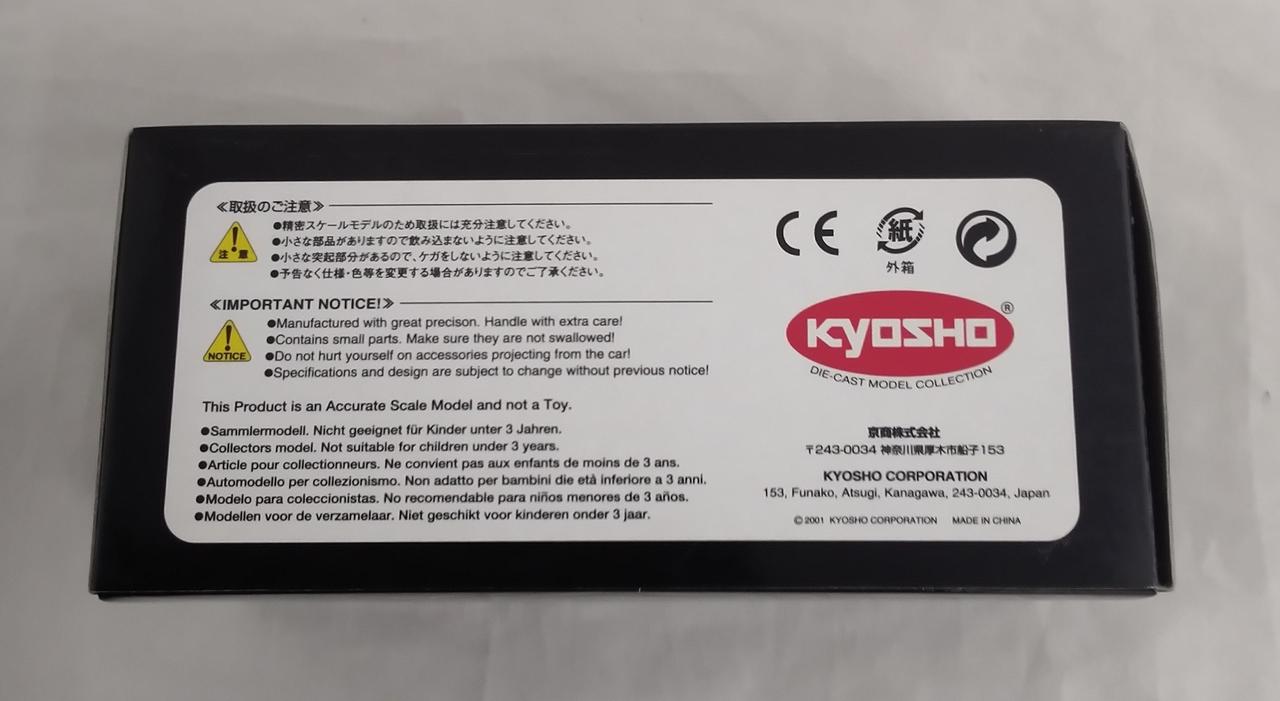 ≪取扱のご注意≫
注意
●精密スケールモデルのため取扱には充分注意してください。
●小さな部品がありますので飲み込まないように注意してください。
●小さな突起部分があるので、ケガをしないように注意してください。
●予告なく仕様・色等を変更する場合がありますのでご了承ください。
≪IMPORTANT NOTICE!≫
NOTICE
●Manufactured with great precison. Handle with extra care!
●Contains small parts. Make sure they are not swallowed!
●Do not hurt yourself on accessories projecting from the car!
●Specifications and design are subject to change without previous notice!
This Product is an Accurate Scale Model and not a Toy.
●Sammlermodell. Nicht geeignet für Kinder unter 3 Jahren.
●Collectors model. Not suitable for children under 3 years.
●Article pour collectionneurs. Ne convient pas aux enfants de moins de 3 ans.
●Automodello per collezionismo. Non adatto per bambini die età inferiore a 3 anni.
●Modelo para coleccionistas. No recomendable para niños menores de 3 años.
●Modellen voor de verzamelaar. Niet geschikt voor kinderen onder 3 jaar.
CE
紙
外箱
KYOSHO®
DIE-CAST MODEL COLLECTION
京商株式会社
〒243-0034 神奈川県厚木市船子153
KYOSHO CORPORATION
153, Funako, Atsugi, Kanagawa, 243-0034, Japan
©2001 KYOSHO CORPORATION MADE IN CHINA